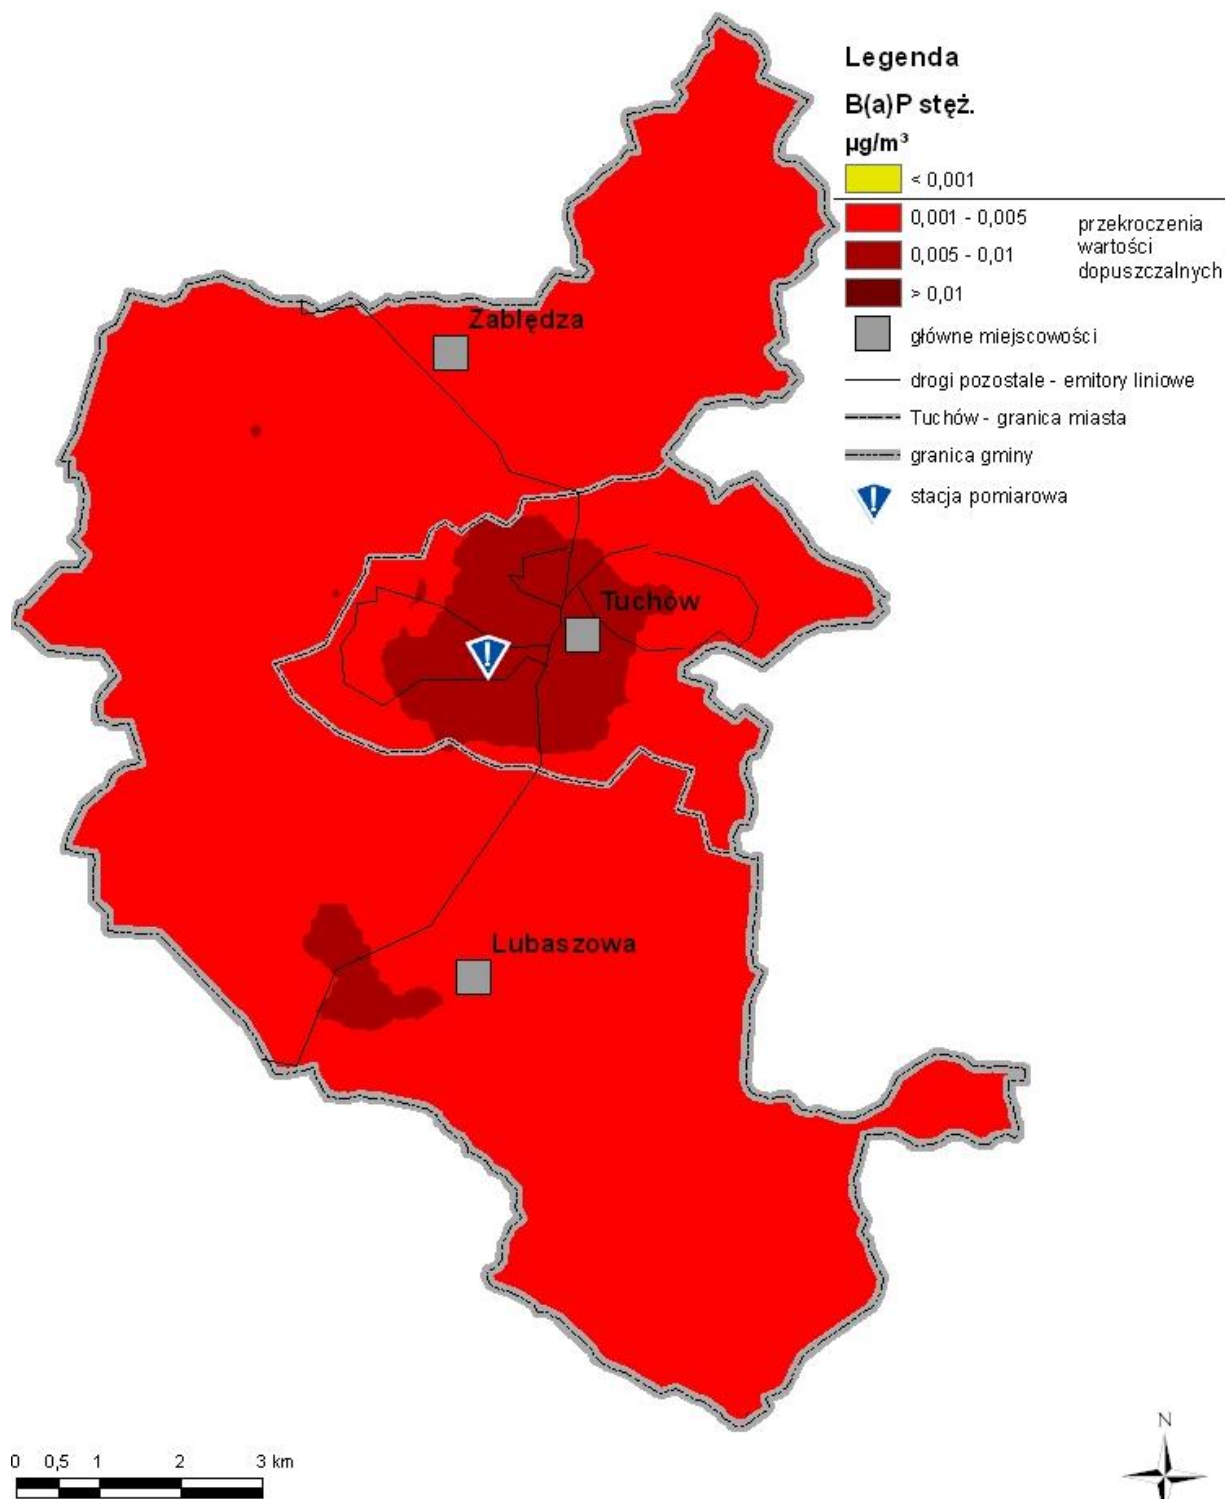 Legenda
B(a)P stęż.
µg/m³
< 0,001
0,001 - 0,005
0,005 - 0,01
> 0,01
przekroczenia
wartości
dopuszczalnych
główne miejscowości
drogi pozostałe - emitory liniowe
Tuchów - granica miasta
granica gminy
stacja pomiarowa
Zabłędza
Tuchów
Lubaszowa
0 0,5 1 2 3 km
N